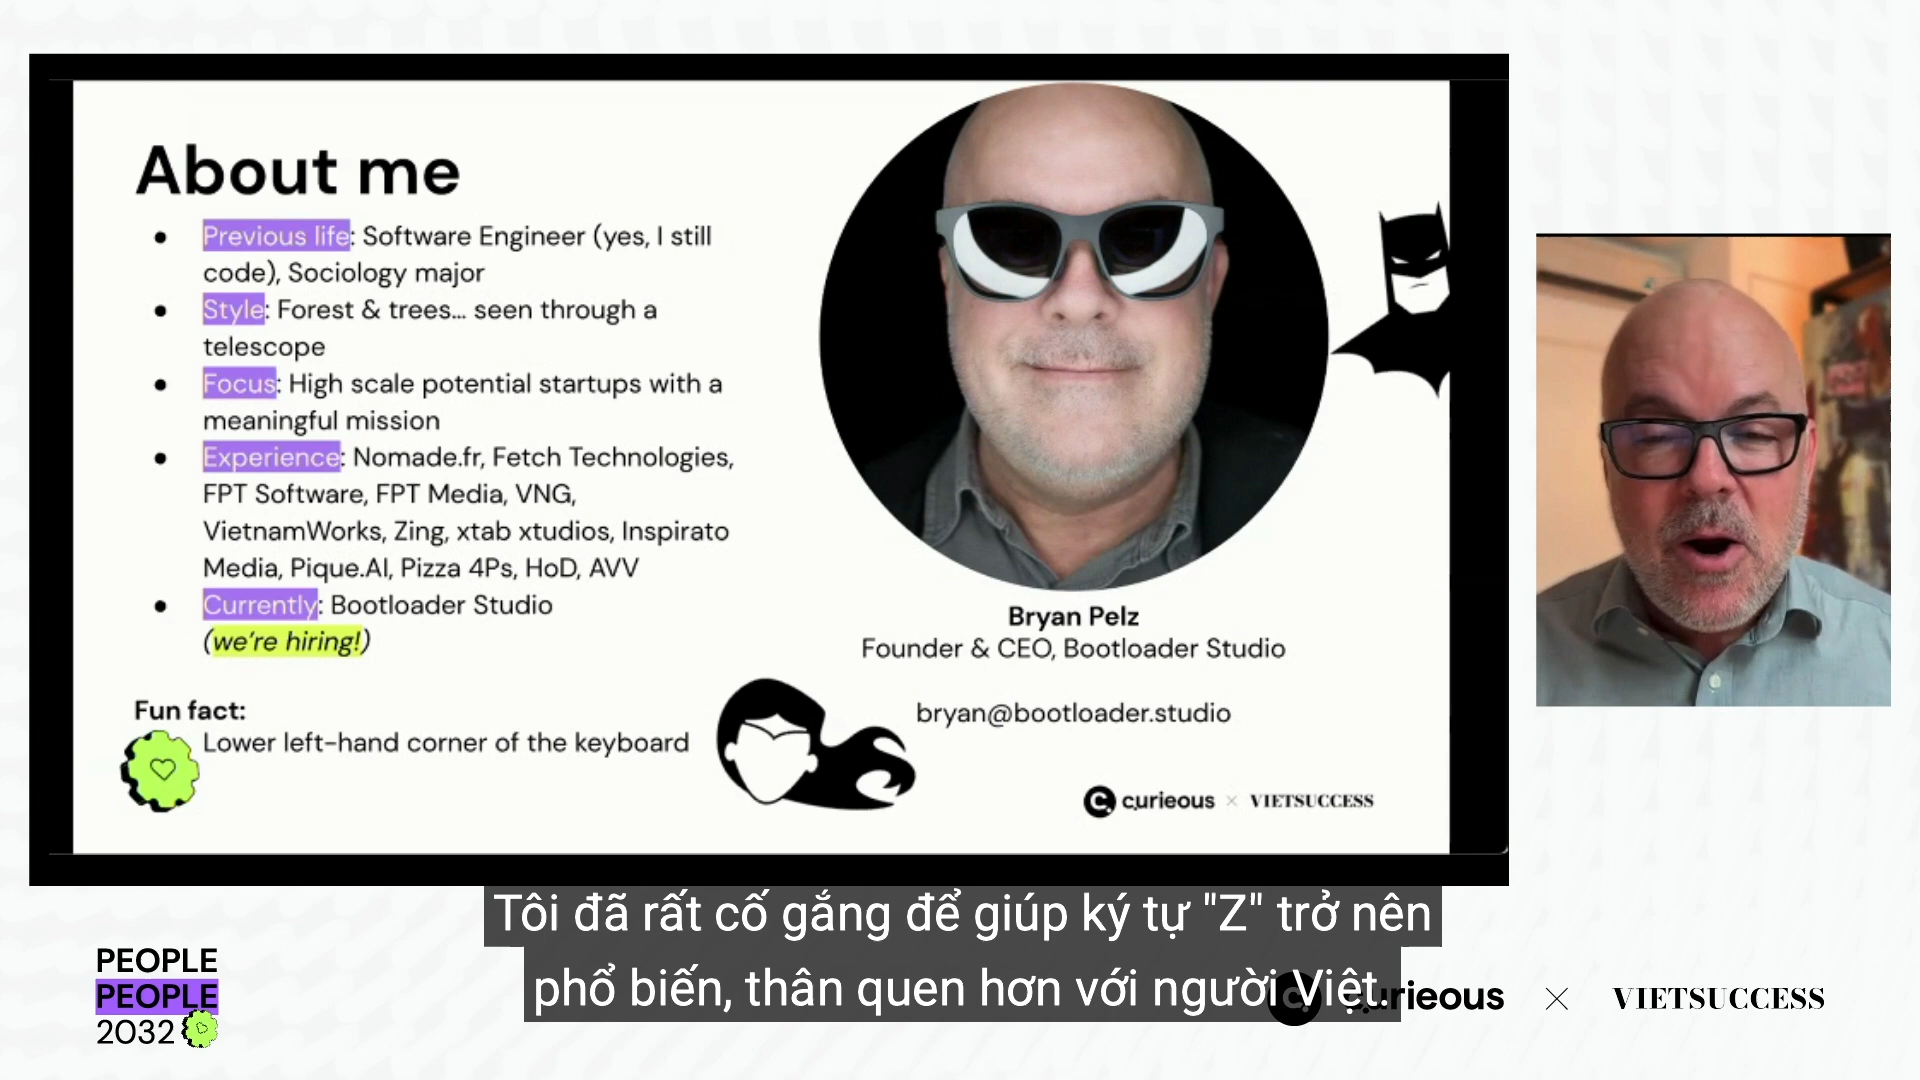 About me
● Previous life: Software Engineer (yes, I still
code), Sociology major
● Style: Forest & trees... seen through a
telescope
● Focus: High scale potential startups with a
meaningful mission
● Experience: Nomade.fr, Fetch Technologies,
FPT Software, FPT Media, VNG,
VietnamWorks, Zing, xtab xtudios, Inspirato
Media, Pique.AI, Pizza 4Ps, HoD, AVV
● Currently: Bootloader Studio
(we're hiring!)
Fun fact:
Lower left-hand corner of the keyboard
Bryan Pelz
Founder & CEO, Bootloader Studio
bryan@bootloader.studio
curieous × VIETSUCCESS
Tôi đã rất cố gắng để giúp ký tự "Z" trở nên
phổ biến, thân quen hơn với người Việt.
PEOPLE
PEOPLE
2032
curieous × VIETSUCCESS